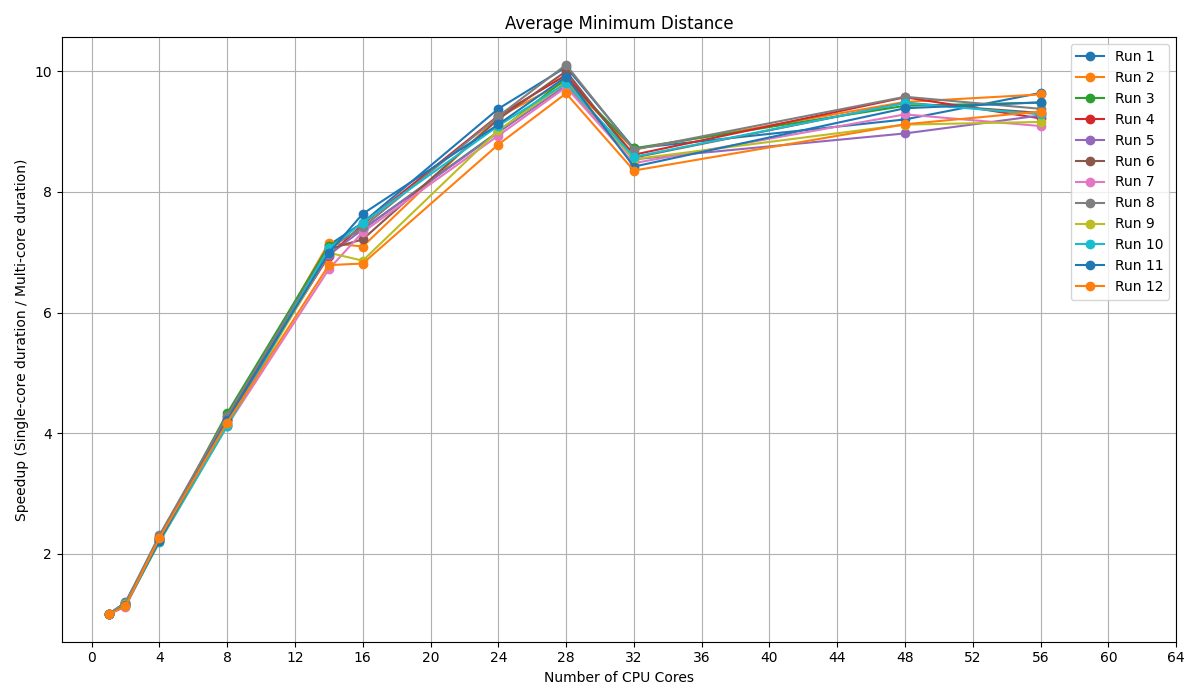 Average Minimum Distance
Speedup (Single-core duration / Multi-core duration)
10
8
6
4
2
0 4 8 12 16 20 24 28 32 36 40 44 48 52 56 60 64
Number of CPU Cores
Run 1
Run 2
Run 3
Run 4
Run 5
Run 6
Run 7
Run 8
Run 9
Run 10
Run 11
Run 12